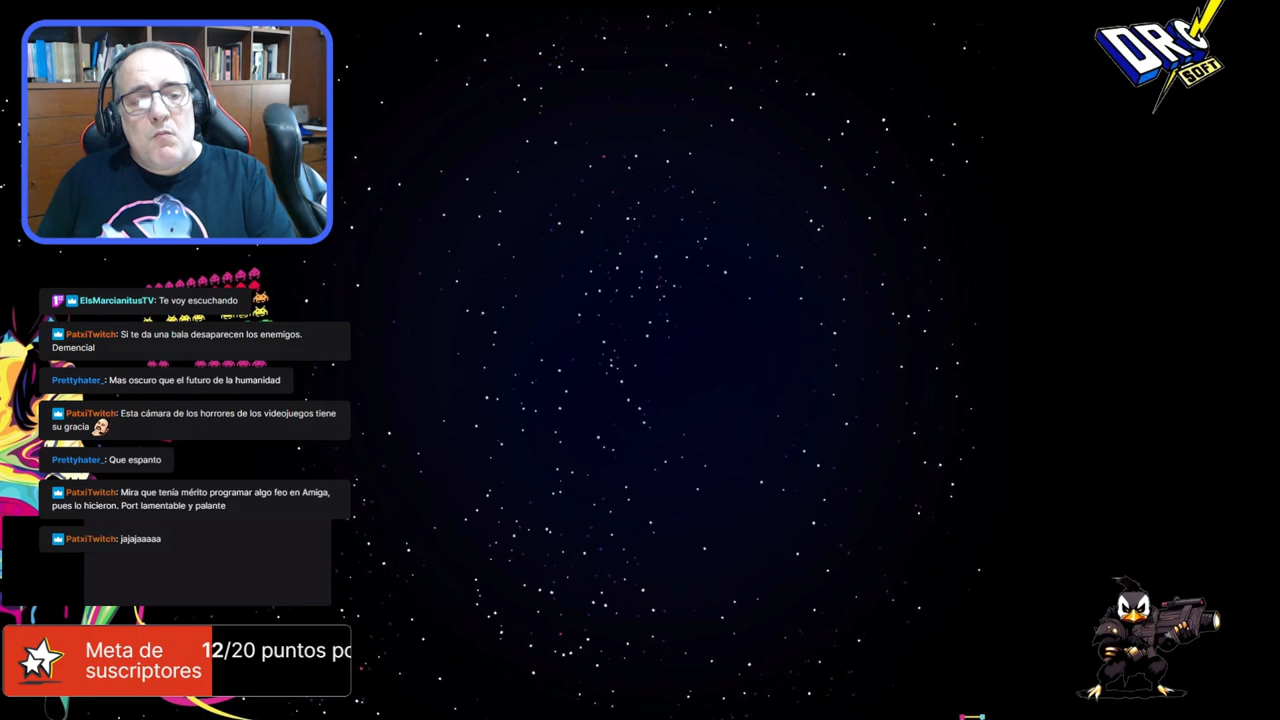 DRC
SOFT
ElsMarcianitusTV: Te voy escuchando
PatxiTwitch: Si te da una bala desaparecen los enemigos.
Demencial
Prettyhater_: Mas oscuro que el futuro de la humanidad
PatxiTwitch: Esta cámara de los horrores de los videojuegos tiene
su gracia
Prettyhater_: Que espanto
PatxiTwitch: Mira que tenía mérito programar algo feo en Amiga,
pues lo hicieron. Port lamentable y palante
PatxiTwitch: jajajaaaaa
Meta de
suscriptores
12/20 puntos po